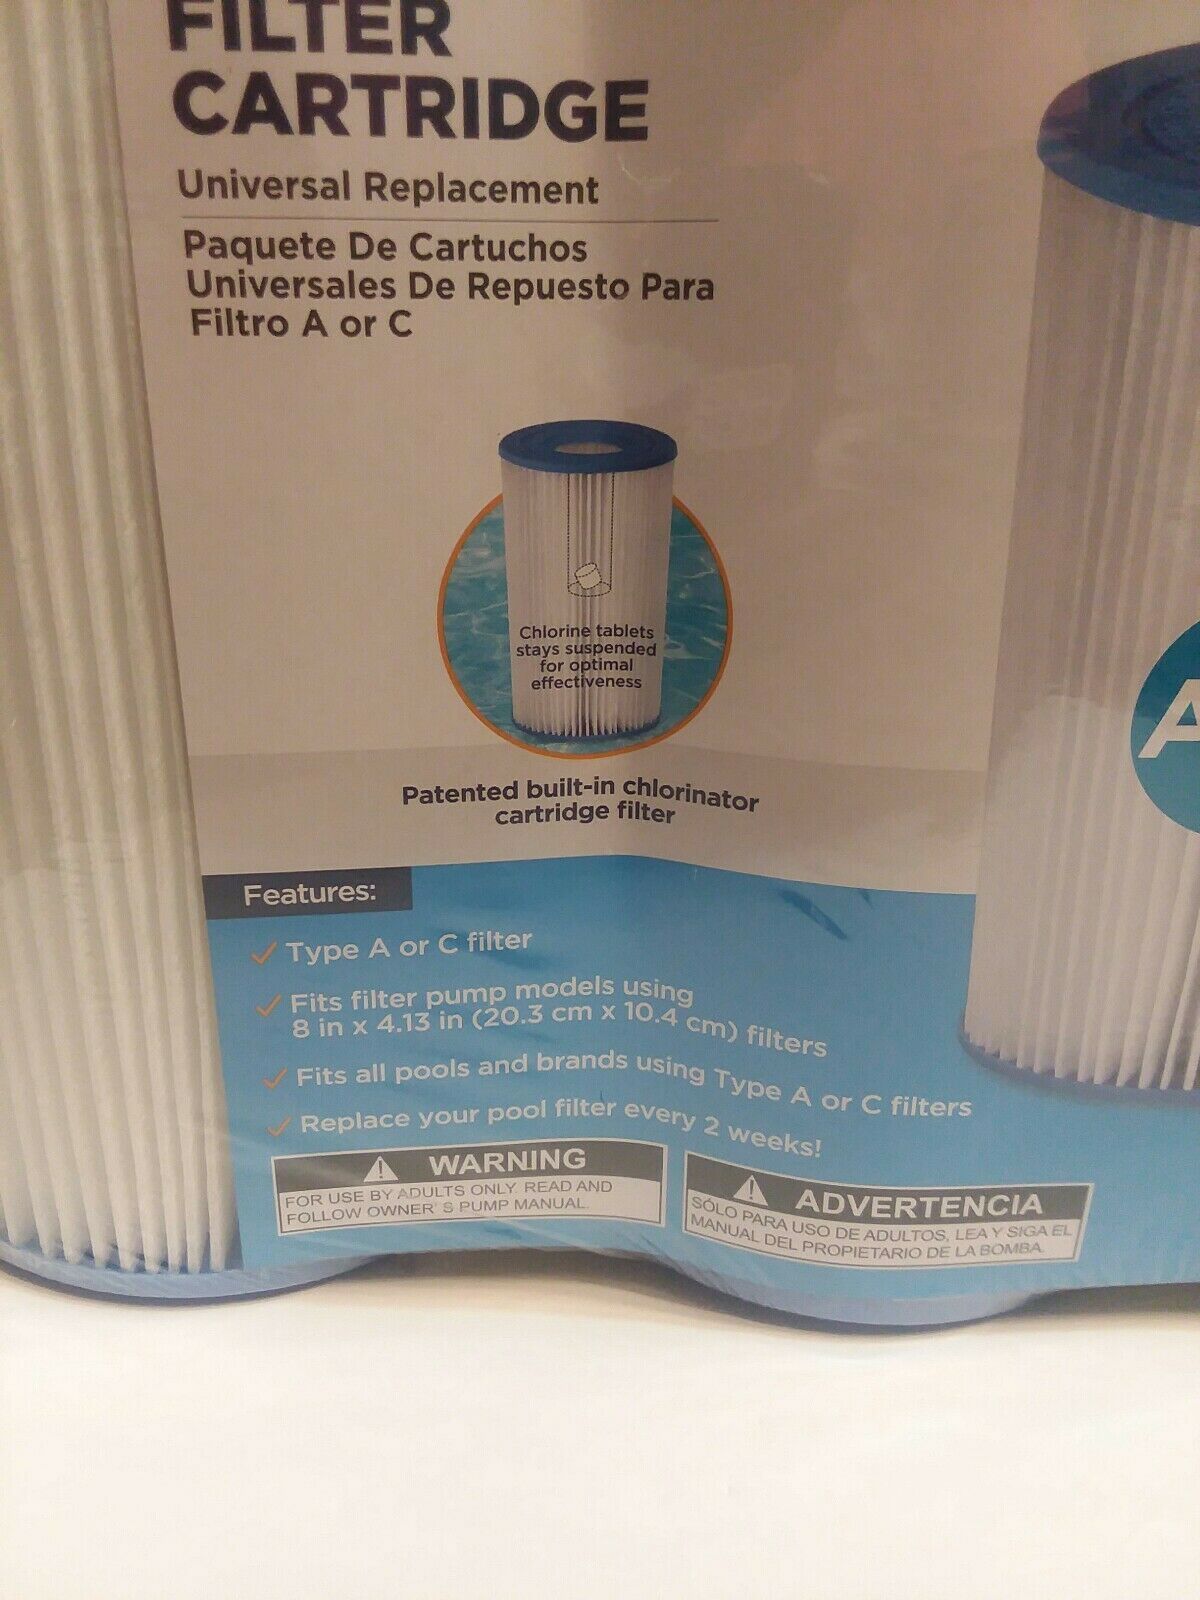 FILTER
CARTRIDGE
Universal Replacement
Paquete De Cartuchos
Universales De Repuesto Para
Filtro A or C
Chlorine tablets
stays suspended
for optimal
effectiveness
Patented built-in chlorinator
cartridge filter
Features:
Type A or C filter
Fits filter pump models using
8 in x 4.13 in (20.3 cm x 10.4 cm) filters
Fits all pools and brands using Type A or C filters
Replace your pool filter every 2 weeks!
WARNING
FOR USE BY ADULTS ONLY. READ AND
FOLLOW OWNER' S PUMP MANUAL.
ADVERTENCIA
SÓLO PARA USO DE ADULTOS, LEA Y SIGA EL
MANUAL DEL PROPIETARIO DE LA BOMBA.
A